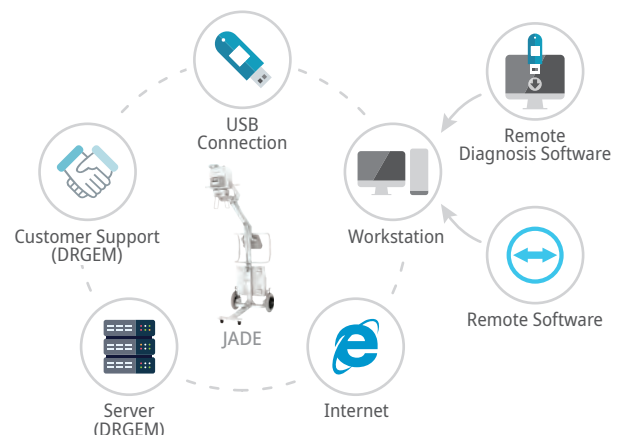 USB
Connection
Remote
Diagnosis Software
Customer Support
(DRGEM)
Workstation
Remote Software
JADE
Server
(DRGEM)
Internet